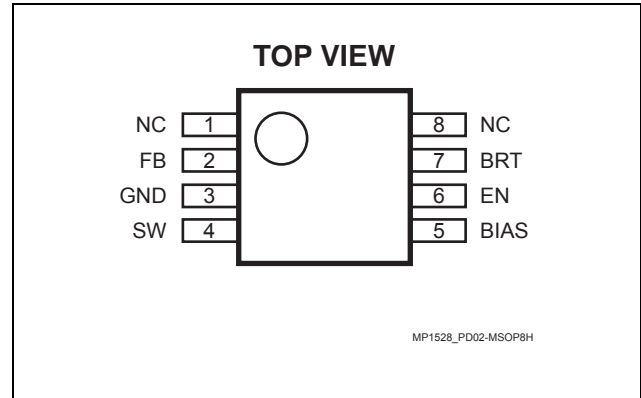 TOP VIEW
NC 1 8 NC
FB 2 7 BRT
GND 3 6 EN
SW 4 5 BIAS
MP1528_PD02-MSOP8H